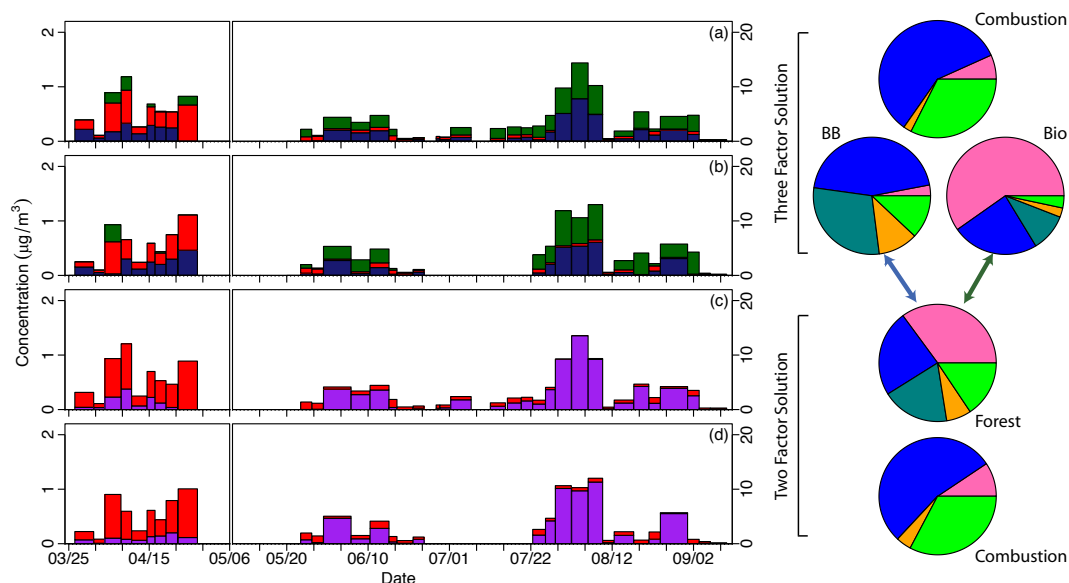 2
1
0
20
10
0
(a)
2
1
0
20
10
0
(b)
2
1
0
20
10
0
(c)
2
1
0
20
10
0
(d)
Concentration (µg/m³)
03/25
04/15
05/06
05/20
06/10
07/01
07/22
08/12
09/02
Date
Three Factor Solution
Combustion
BB
Bio
Two Factor Solution
Forest
Combustion